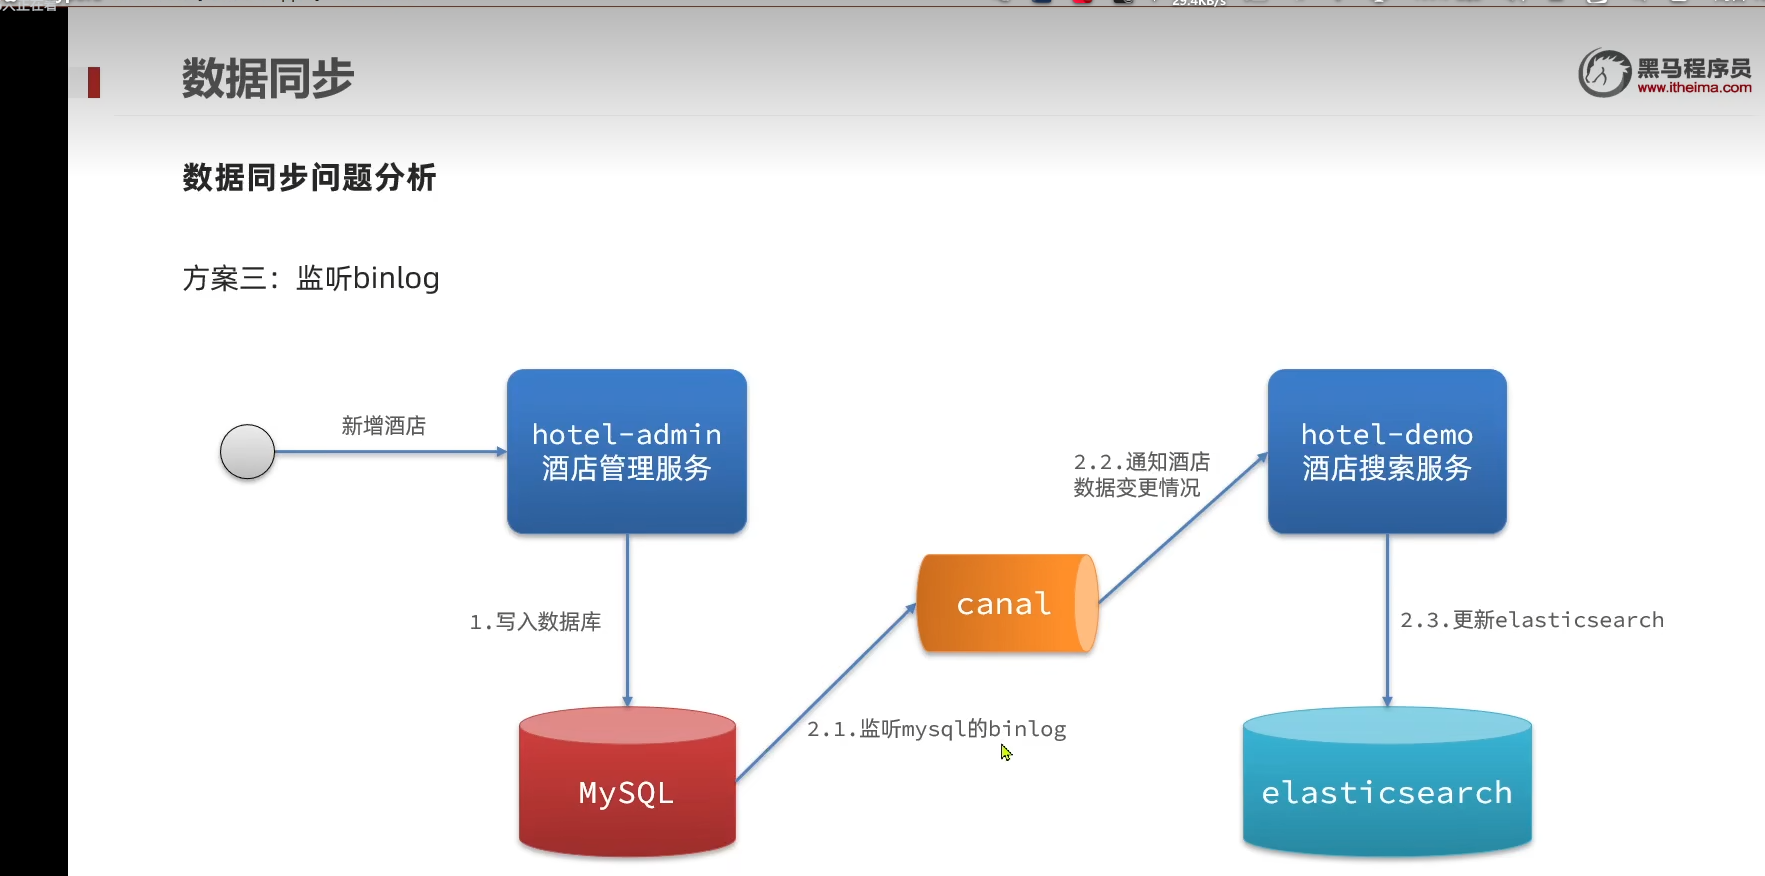 29.4KB/s
数据同步
黑马程序员
www.itheima.com
数据同步问题分析
方案三：监听binlog
新增酒店
hotel-admin
酒店管理服务
hotel-demo
酒店搜索服务
2.2.通知酒店
数据变更情况
canal
1.写入数据库
2.3.更新elasticsearch
2.1.监听mysql的binlog
MySQL
elasticsearch